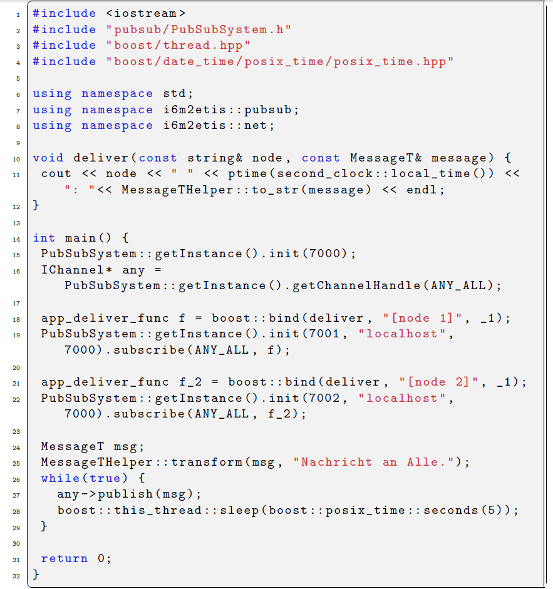 1 #include <iostream>
2 #include "pubsub/PubSubSystem.h"
3 #include "boost/thread.hpp"
4 #include "boost/date_time/posix_time/posix_time.hpp"
5
6 using namespace std;
7 using namespace i6m2etis::pubsub;
8 using namespace i6m2etis::net;
9
10 void deliver(const string& node, const MessageT& message) {
11 cout << node << " " << ptime(second_clock::local_time()) <<
": "<< MessageTHelper::to_str(message) << endl;
12 }
13
14 int main() {
15 PubSubSystem::getInstance().init(7000);
16 IChannel* any =
PubSubSystem::getInstance().getChannelHandle(ANY_ALL);
17
18 app_deliver_func f = boost::bind(deliver, "[node 1]", _1);
19 PubSubSystem::getInstance().init(7001, "localhost",
7000).subscribe(ANY_ALL, f);
20
21 app_deliver_func f_2 = boost::bind(deliver, "[node 2]", _1);
22 PubSubSystem::getInstance().init(7002, "localhost",
7000).subscribe(ANY_ALL, f_2);
23
24 MessageT msg;
25 MessageTHelper::transform(msg, "Nachricht an Alle.");
26 while(true) {
27 any->publish(msg);
28 boost::this_thread::sleep(boost::posix_time::seconds(5));
29 }
30
31 return 0;
32 }